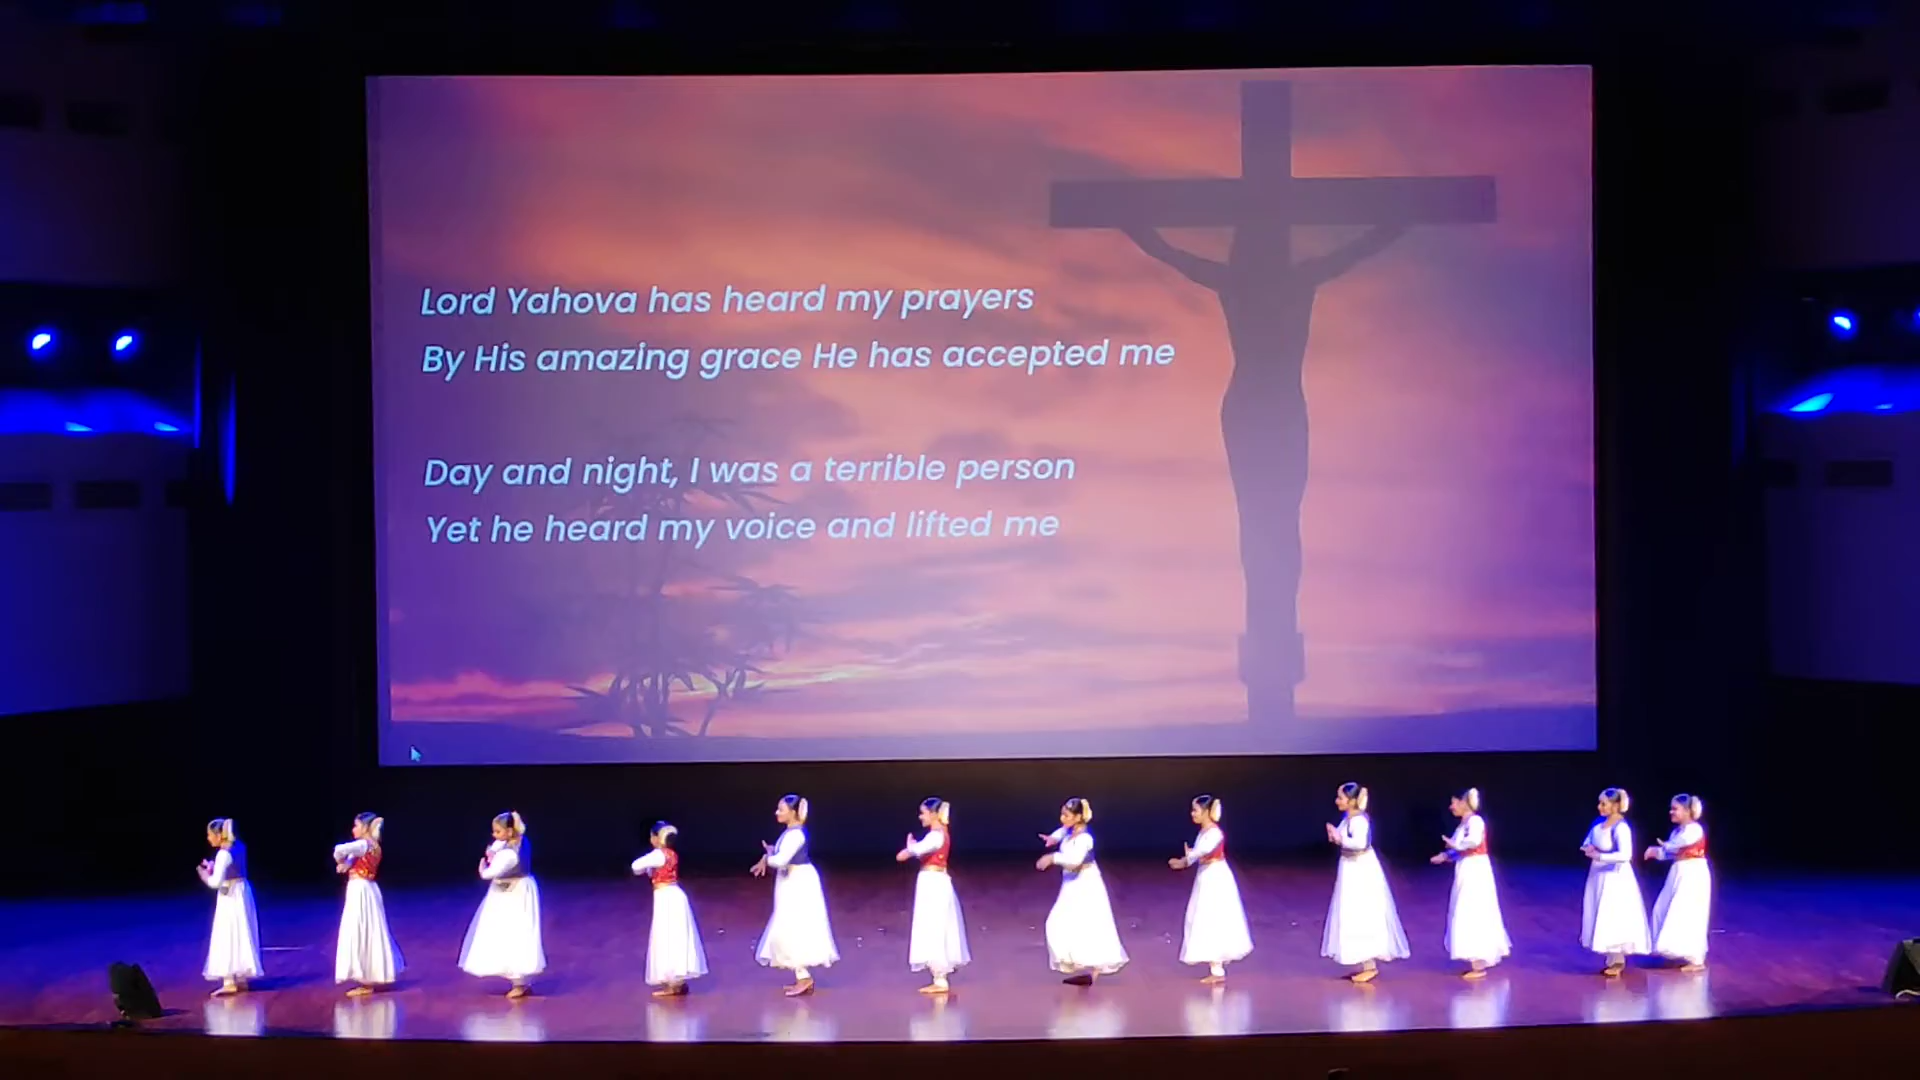 Lord Yahova has heard my prayers
By His amazing grace He has accepted me
Day and night, I was a terrible person
Yet he heard my voice and lifted me